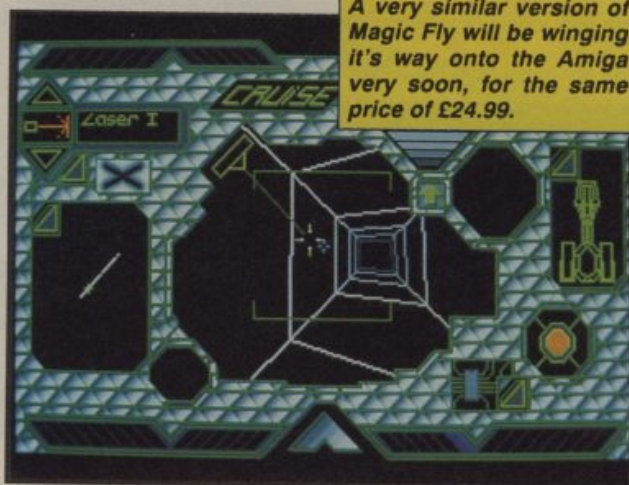 A very similar version of
Magic Fly will be winging
it's way onto the Amiga
very soon, for the same
price of £24.99.
CRUISE
Laser I